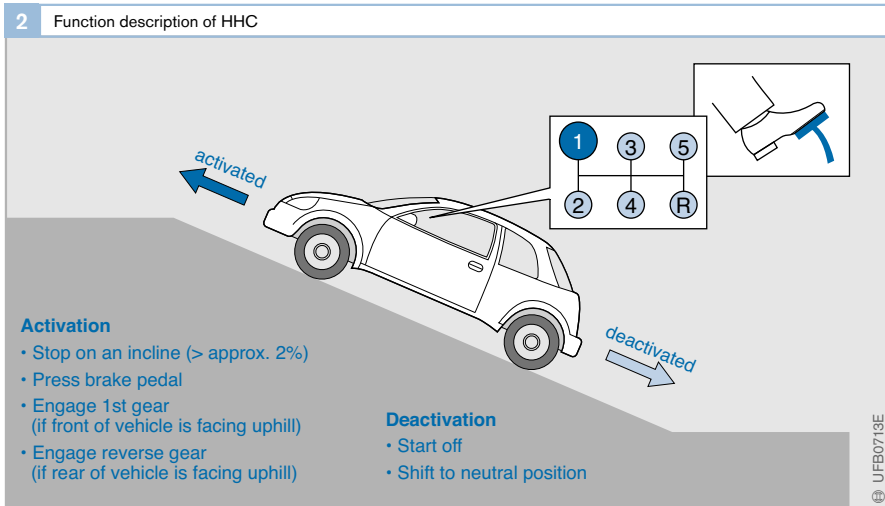 2 Function description of HHC
activated
1 3 5
2 4 R
deactivated
Activation
• Stop on an incline (> approx. 2%)
• Press brake pedal
• Engage 1st gear
(if front of vehicle is facing uphill)
• Engage reverse gear
(if rear of vehicle is facing uphill)
Deactivation
• Start off
• Shift to neutral position
UFB0713E